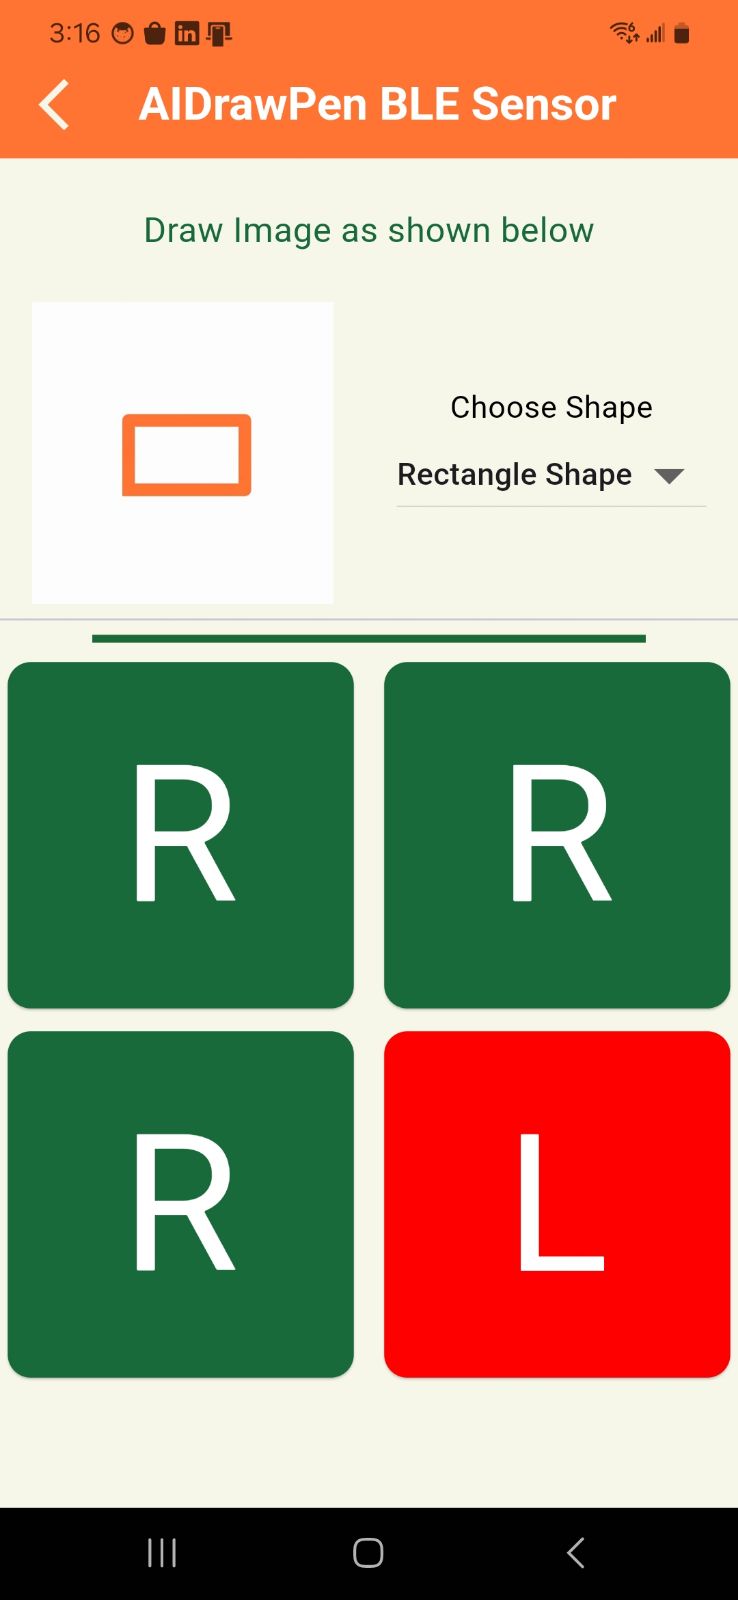 3:16
AIDrawPen BLE Sensor
Draw Image as shown below
Choose Shape
Rectangle Shape
R R
R L